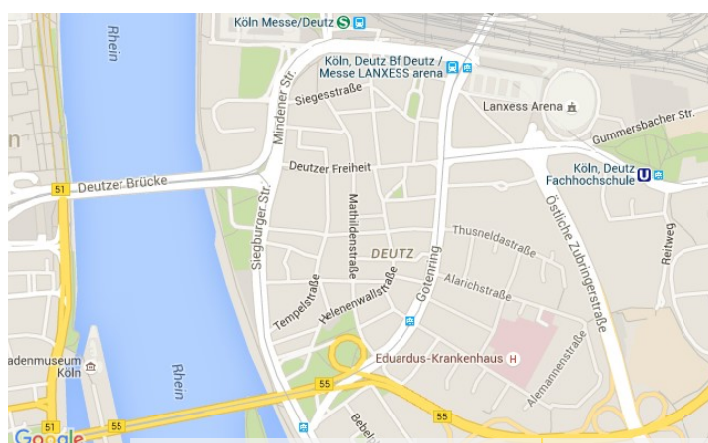 Köln Messe/Deutz S
Rhein
Köln, Deutz Bf Deutz /
Messe LANXESS arena
Mindener Str.
Siegesstraße
Lanxess Arena
Gummersbacher Str.
n
Deutzer Freiheit
Köln, Deutz
Fachhochschule U
51
Deutzer Brücke
Siegburger Str.
Mathildenstraße
Östliche Zubringerstraße
Reitweg
Thusneldastraße
DEUTZ
Gotenring
Alarichstraße
Tempelstraße
Helenenwallstraße
adenmuseum
Köln
Rhein
Eduardus-Krankenhaus H
Alemannenstraße
55
55
51
55
Bebel
Google